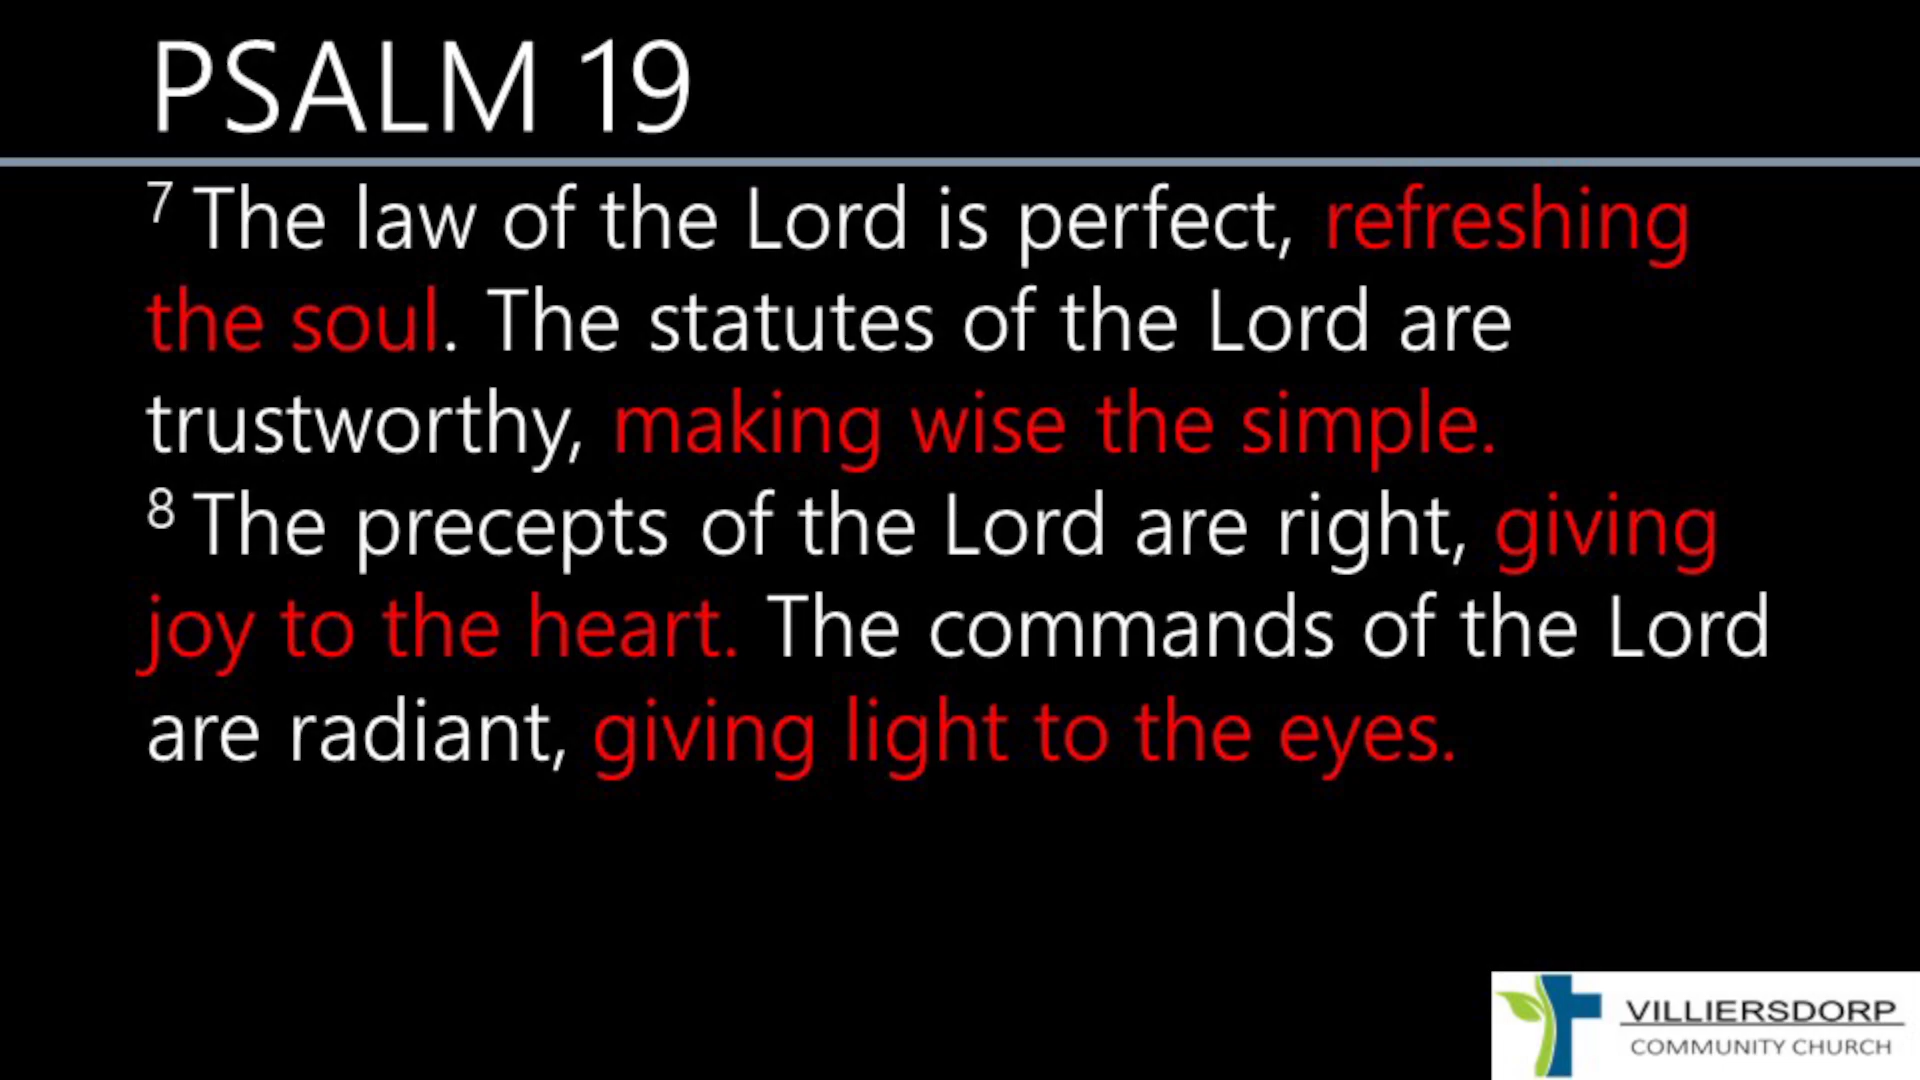 PSALM 19
7 The law of the Lord is perfect, refreshing
the soul. The statutes of the Lord are
trustworthy, making wise the simple.
8 The precepts of the Lord are right, giving
joy to the heart. The commands of the Lord
are radiant, giving light to the eyes.
VILLIERSDORP
COMMUNITY CHURCH